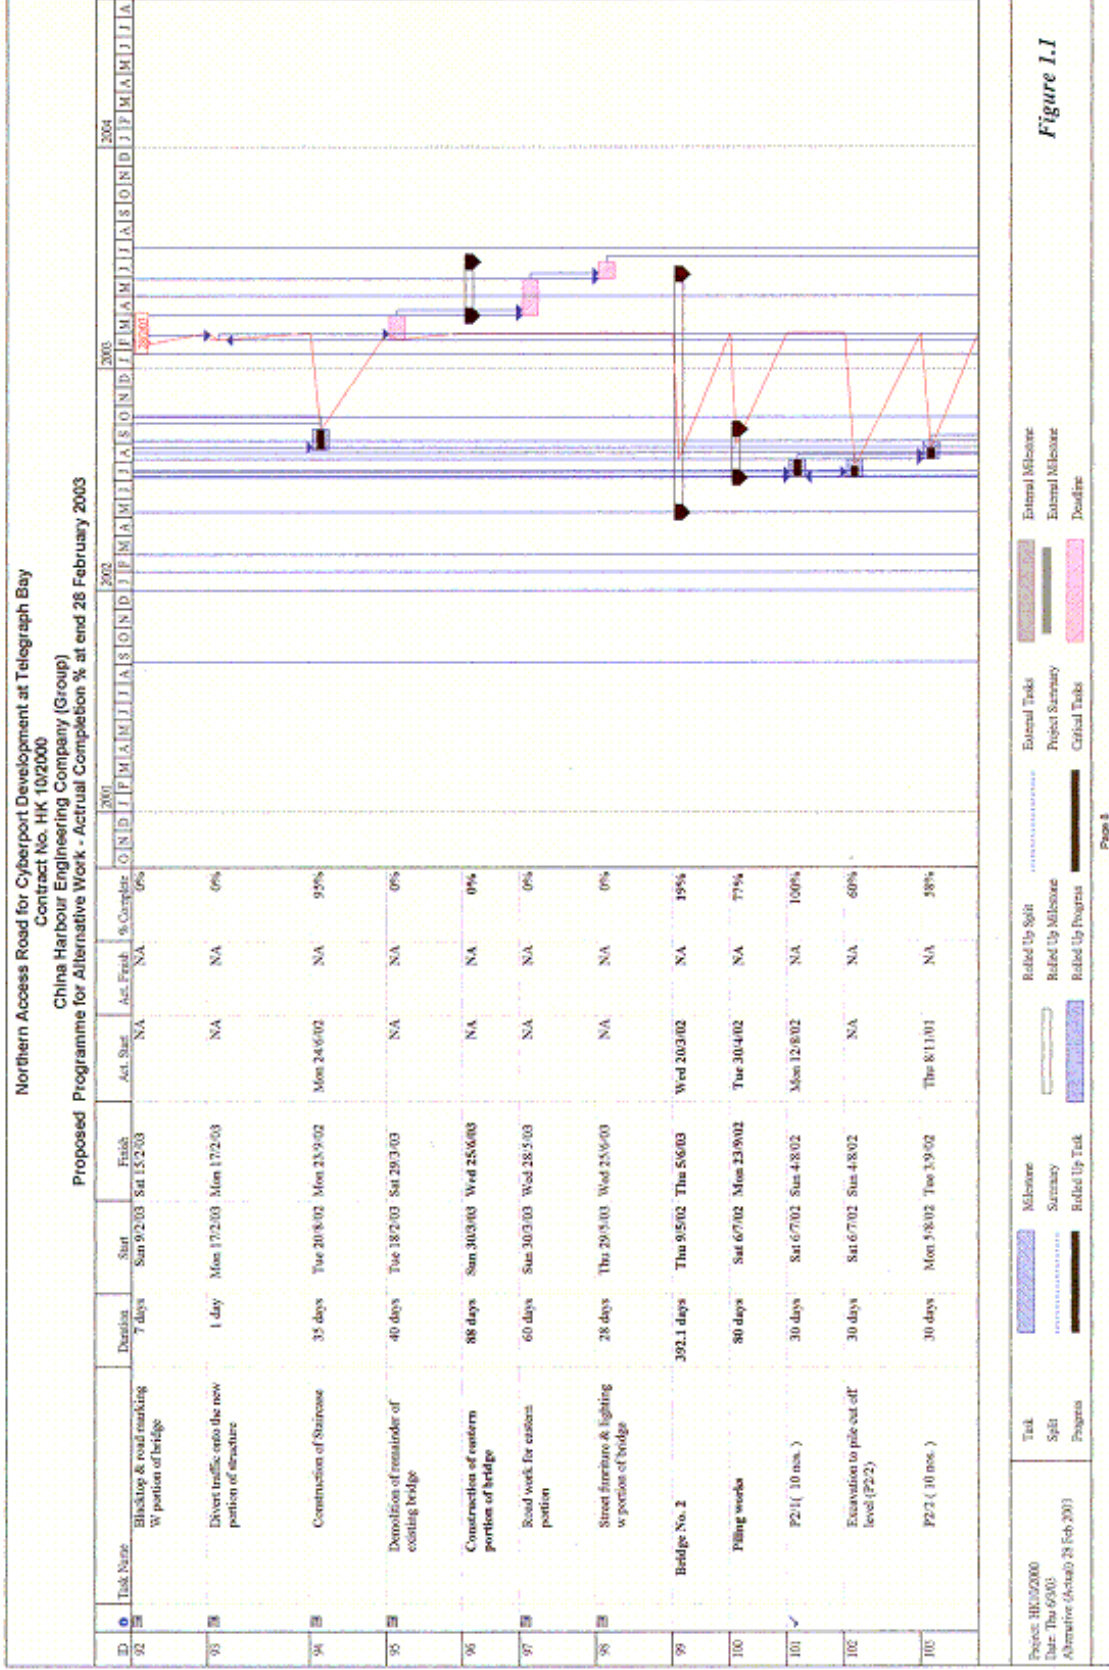 Northern Access Road for Cyberport Development at Telegraph Bay
Contract No. HK 10/2000
China Harbour Engineering Company (Group)
Proposed Programme for Alternative Work - Actrual Completion % at end 28 February 2003
ID Task Name Duration Start Finish Act. Start Act. Finish % Complete
2001 2002 2003 2004
O N D J F M A M J J A S O N D J F M A M J J A S O N D J F M A M J J A S O N D J F M A M J J A
28/2/03
92 Blacktop & road marking 7 days Sun 9/2/03 Sat 15/2/03 NA NA 0%
W portion of bridge
93 Divert traffic onto the new 1 day Mon 17/2/03 Mon 17/2/03 NA NA 0%
portion of structure
94 Construction of Staircase 35 days Tue 20/8/02 Mon 23/9/02 Mon 24/6/02 NA 95%
95 Demolition of remainder of 40 days Tue 18/2/03 Sat 29/3/03 NA NA 0%
existing bridge
96 Construction of eastern 88 days Sun 30/3/03 Wed 25/6/03 NA NA 0%
portion of bridge
97 Road work for eastern 60 days Sun 30/3/03 Wed 28/5/03 NA NA 0%
portion
98 Street furniture & lighting 28 days Thu 29/5/03 Wed 25/6/03 NA NA 0%
w portion of bridge
99 Bridge No. 2 392.1 days Thu 9/5/02 Thu 5/6/03 Wed 20/3/02 NA 19%
100 Piling works 80 days Sat 6/7/02 Mon 23/9/02 Tue 30/4/02 NA 77%
101 P2/1( 10 nos. ) 30 days Sat 6/7/02 Sun 4/8/02 Mon 12/8/02 NA 100%
102 Excavation to pile cut off 30 days Sat 6/7/02 Sun 4/8/02 NA NA 60%
level (P2/2)
103 P2/2 ( 10 nos. ) 30 days Mon 5/8/02 Tue 3/9/02 Thu 8/11/01 NA 58%
Project: HK10/2000
Date: Thu 6/3/03
Alternative (Actual) 28 Feb 2003
Task Milestone Rolled Up Split External Tasks External Milestone
Split Summary Rolled Up Milestone Project Summary External Milestone
Progress Rolled Up Task Rolled Up Progress Critical Tasks Deadline
Page 8
Figure 1.1